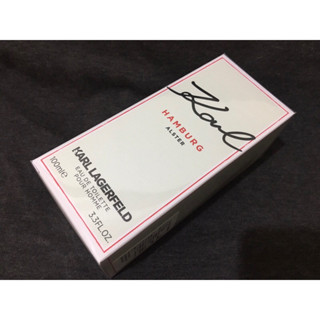 Karl
HAMBURG
ALSTER
KARL LAGERFELD
EAU DE TOILETTE
POUR HOMME
100ml℮
3.3FL.OZ.